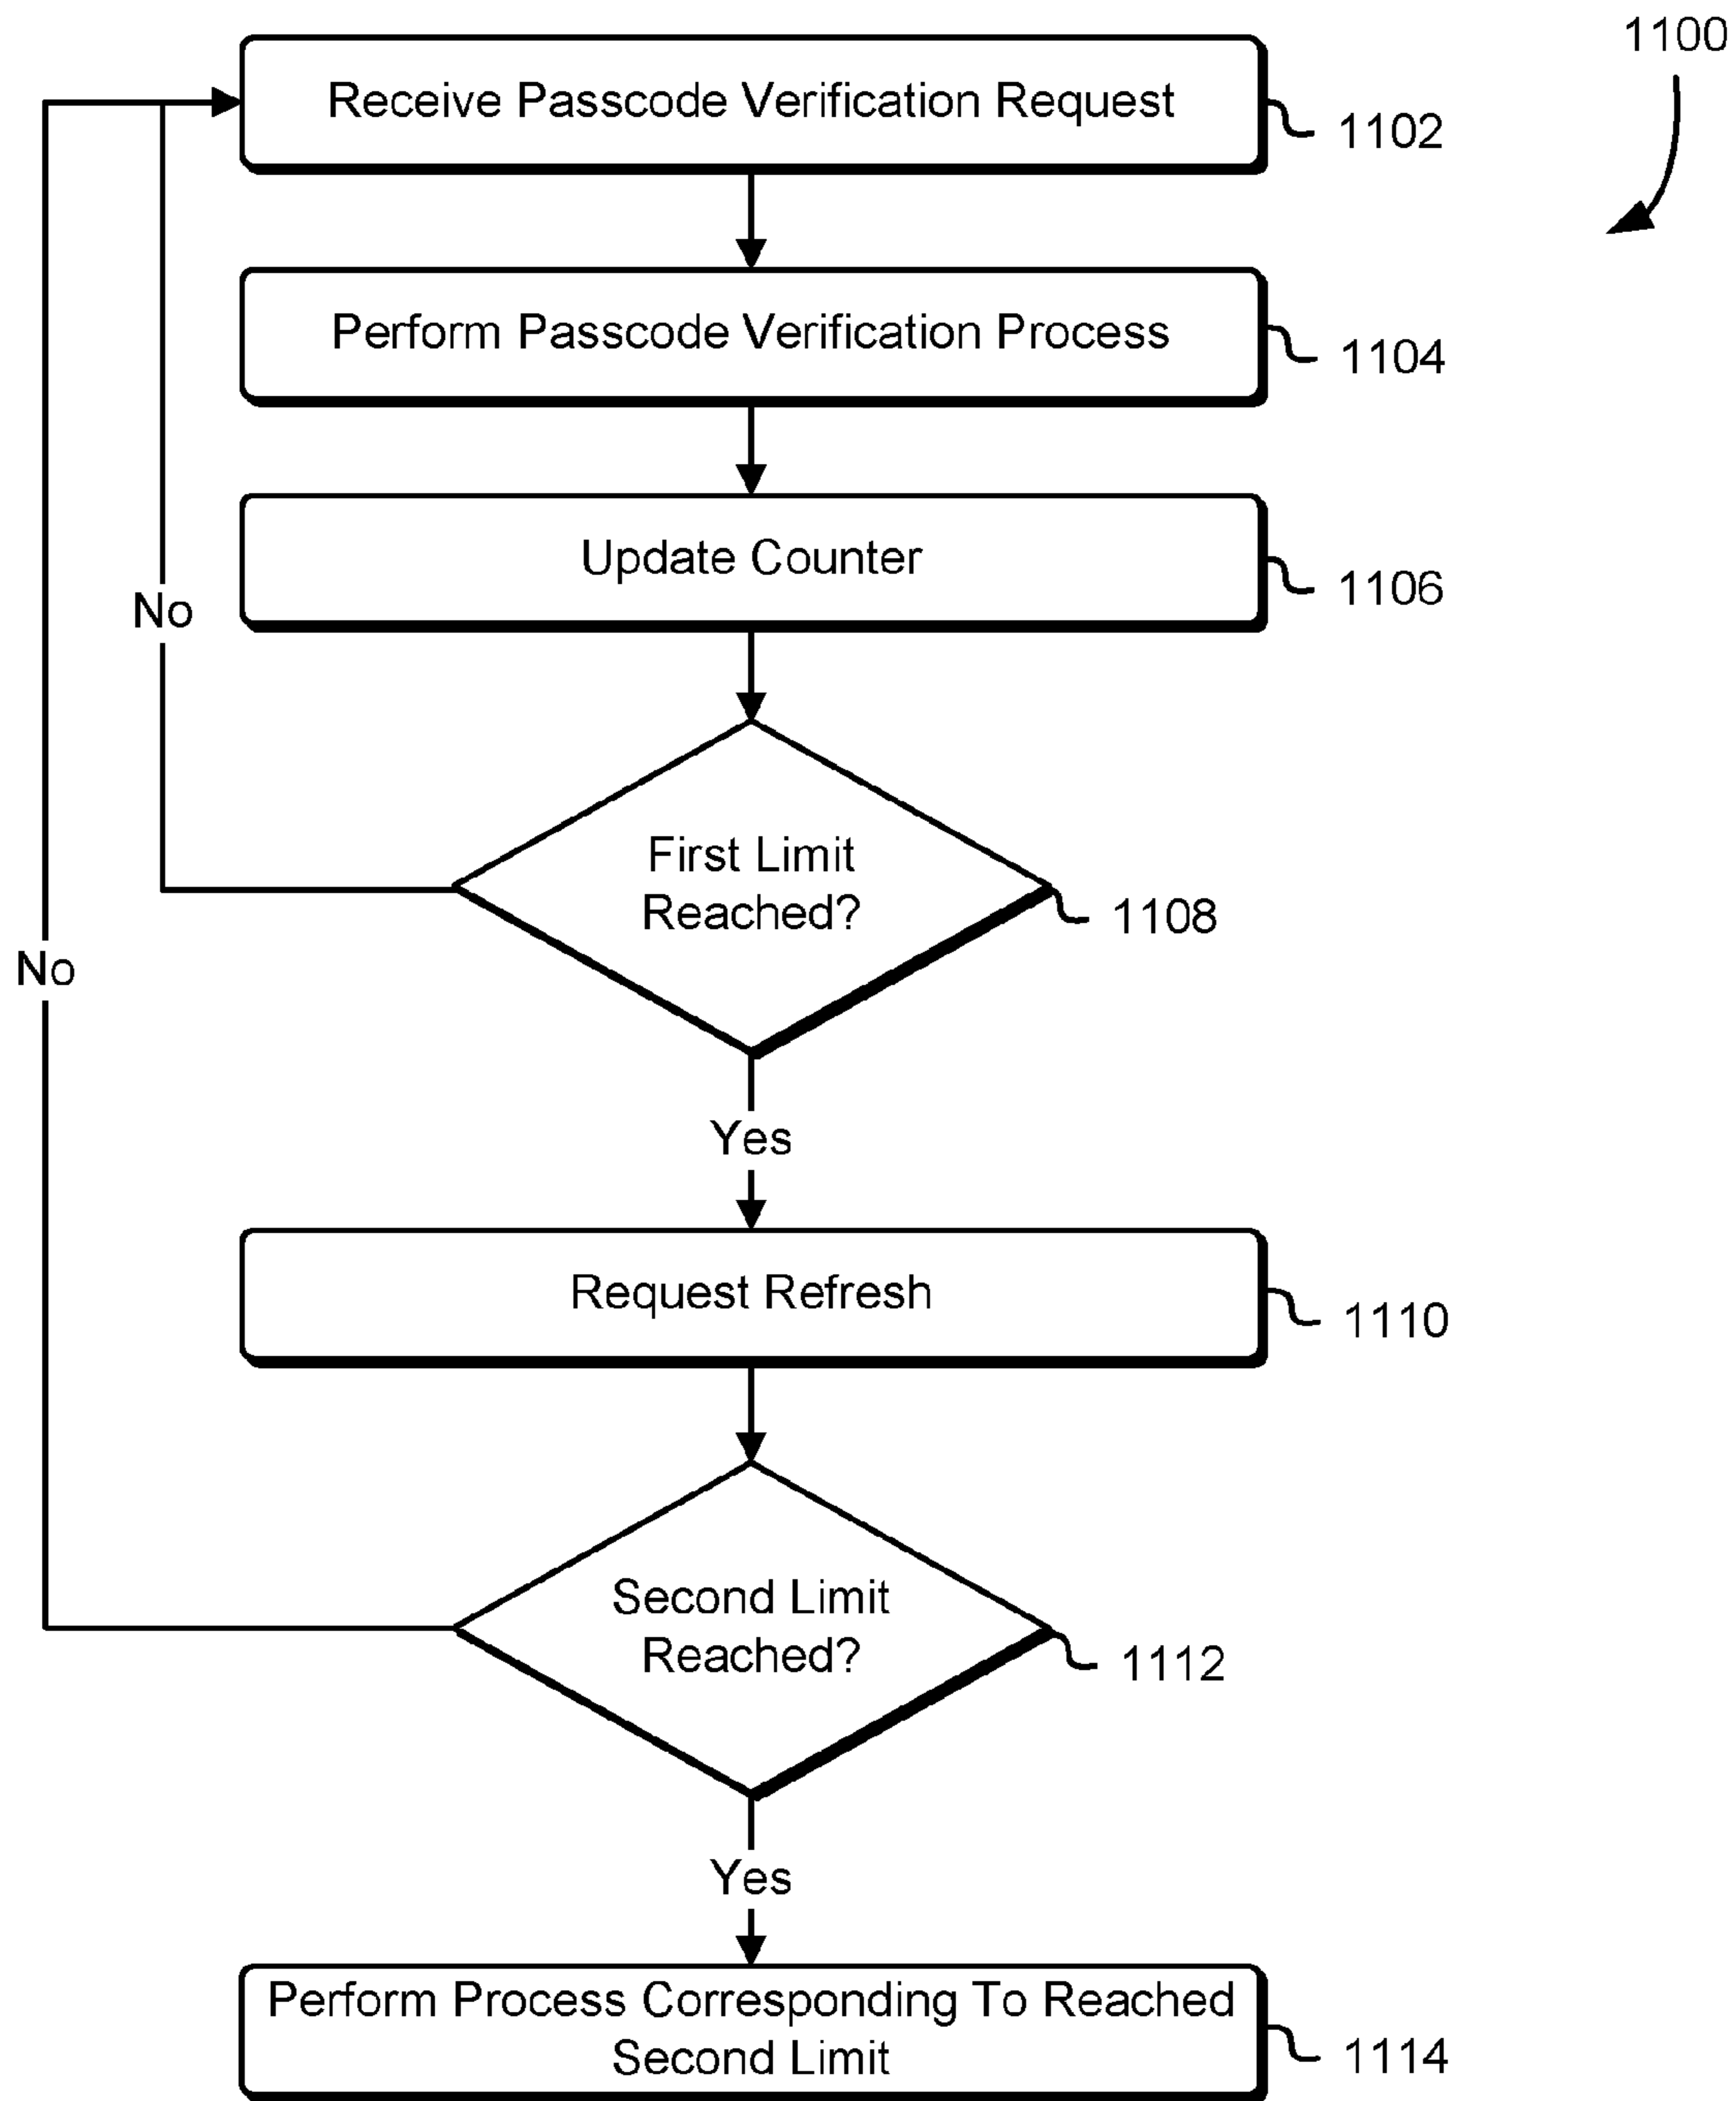 1100
Receive Passcode Verification Request
1102
Perform Passcode Verification Process
1104
Update Counter
1106
No
First Limit
Reached?
1108
No
Yes
Request Refresh
1110
Second Limit
Reached?
1112
Yes
Perform Process Corresponding To Reached
Second Limit
1114